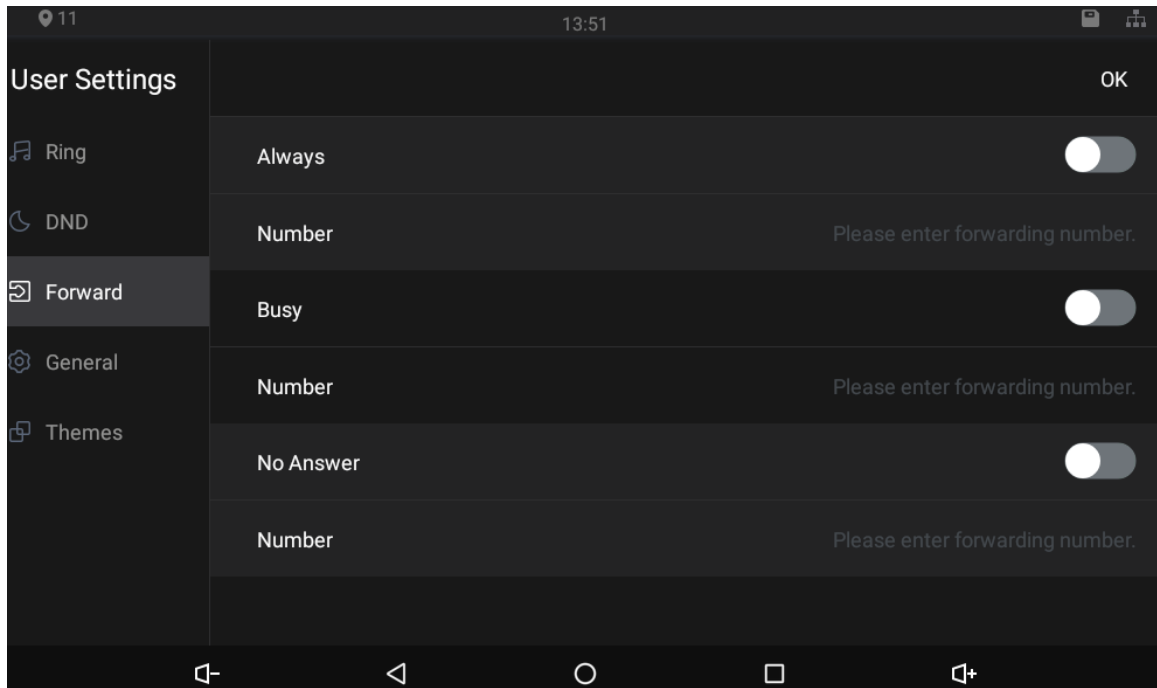 11
13:51
User Settings
OK
Ring
DND
Forward
General
Themes
Always
Number Please enter forwarding number.
Busy
Number Please enter forwarding number.
No Answer
Number Please enter forwarding number.